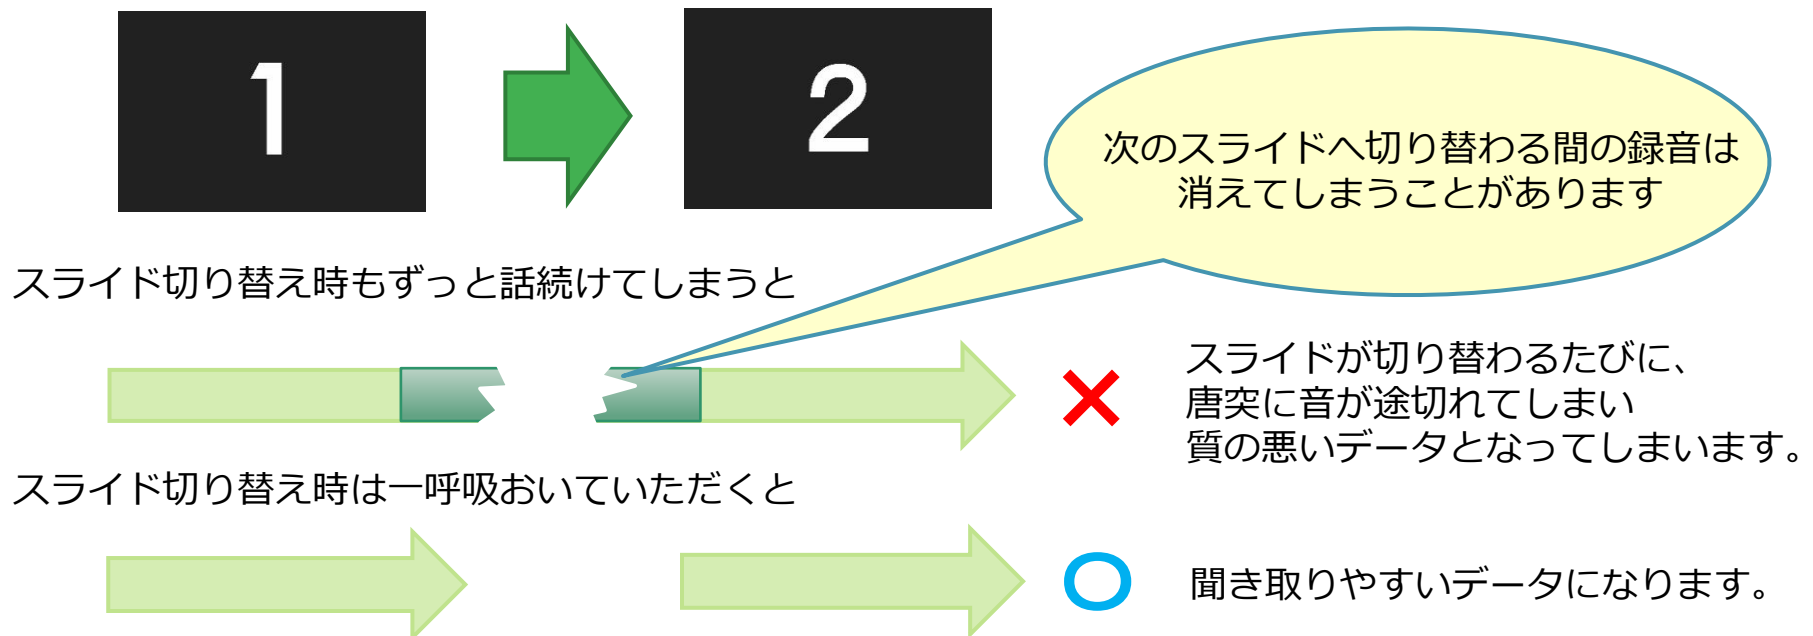 1
2
次のスライドへ切り替わる間の録音は
消えてしまうことがあります
スライド切り替え時もずっと話続けてしまうと
スライドが切り替わるたびに、
唐突に音が途切れてしまい
質の悪いデータとなってしまいます。
スライド切り替え時は一呼吸おいていただくと
聞き取りやすいデータになります。